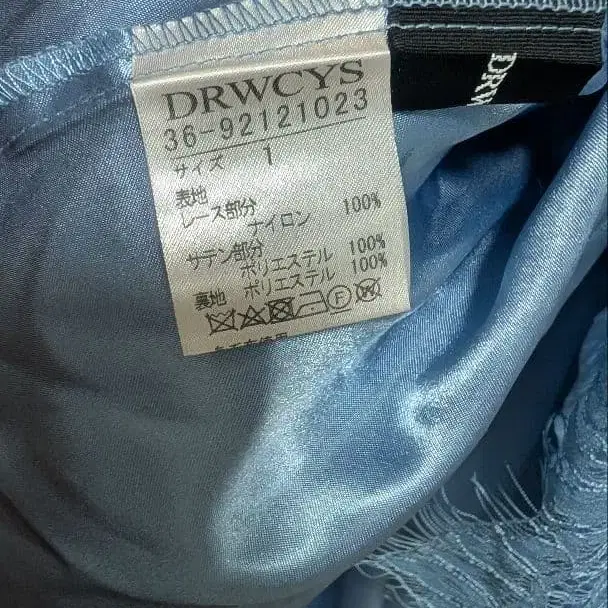 DRWCYS
36-92121023
サイズ 1
表地
レース部分
ナイロン 100%
サテン部分
ポリエステル 100%
裏地 ポリエステル 100%
F W
DRW